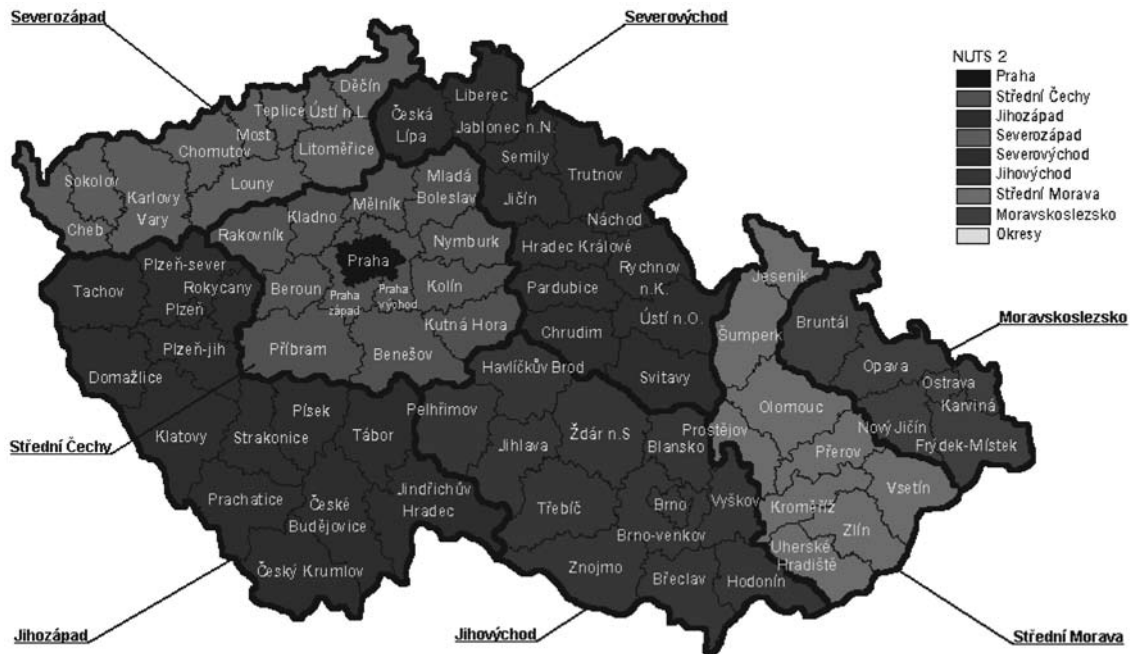 Severozápad
Severovýchod
NUTS 2
Praha
Střední Čechy
Jihozápad
Severozápad
Severovýchod
Jihovýchod
Střední Morava
Moravskoslezsko
Okresy
Děčín
Teplice
Ústí n.L.
Most
Chomutov
Litoměřice
Sokolov
Karlovy
Vary
Louny
Cheb
Česká
Lípa
Liberec
Jablonec n.N.
Semily
Trutnov
Jičín
Náchod
Mladá
Boleslav
Mělník
Kladno
Rakovník
Nymburk
Praha
Beroun
Praha
západ
Praha
východ
Kolín
Kutná Hora
Příbram
Benešov
Hradec Králové
Rychnov
n.K.
Pardubice
Ústí n.O.
Chrudim
Svitavy
Plzeň-sever
Tachov
Rokycany
Plzeň
Plzeň-jih
Domažlice
Klatovy
Písek
Strakonice
Tábor
Prachatice
České
Budějovice
Jindřichův
Hradec
Český Krumlov
Havlíčkův Brod
Pelhřimov
Jihlava
Ždár n.S
Blansko
Třebíč
Brno
Vyškov
Brno-venkov
Znojmo
Břeclav
Hodonín
Jeseník
Šumperk
Bruntál
Opava
Ostrava
Karviná
Olomouc
Nový Jičín
Frýdek-Místek
Prostějov
Přerov
Vsetín
Kroměříž
Zlín
Uherské
Hradiště
Moravskoslezsko
Střední Čechy
Jihozápad
Jihovýchod
Střední Morava